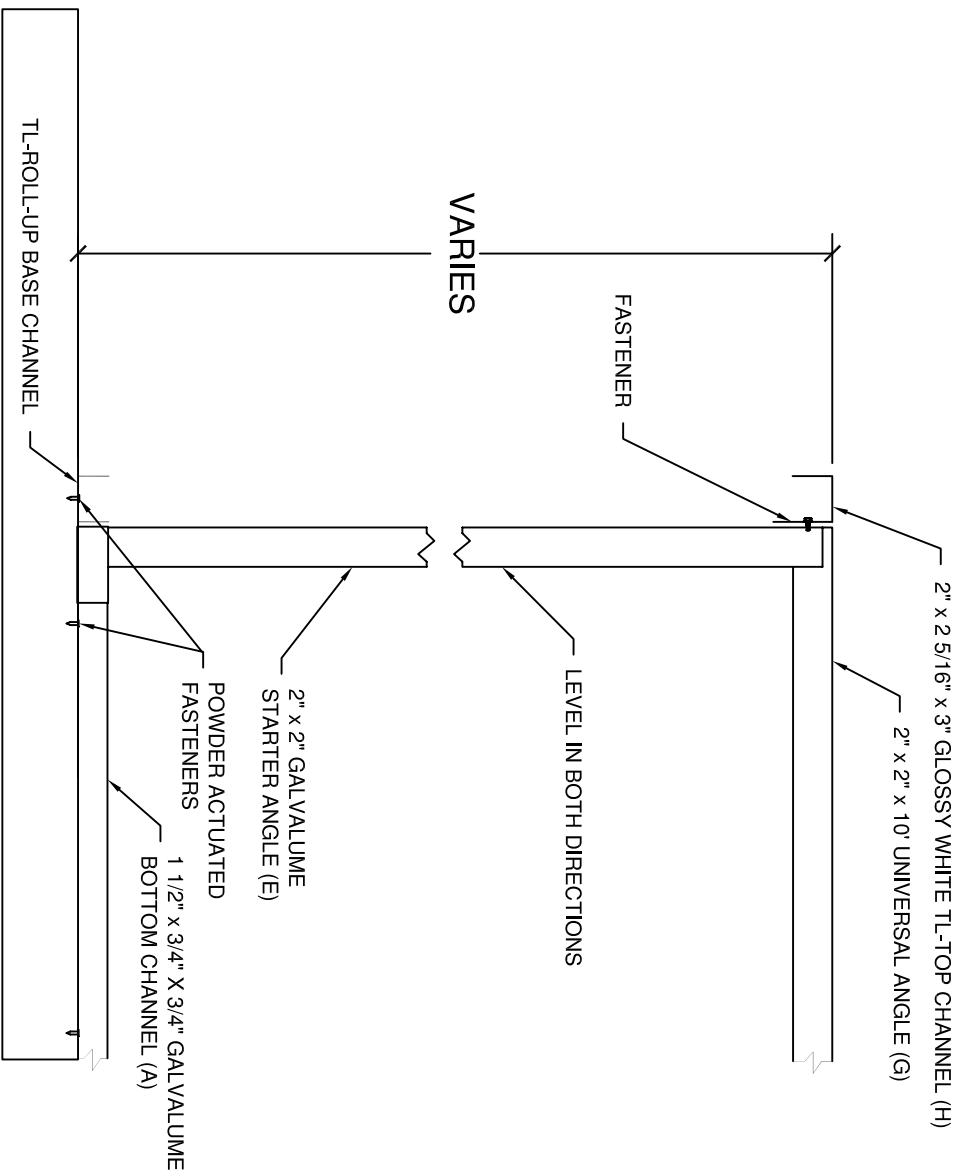 2" x 2 5/16" x 3" GLOSSY WHITE TL-TOP CHANNEL (H)
2" x 2" x 10' UNIVERSAL ANGLE (G)
FASTENER
LEVEL IN BOTH DIRECTIONS
VARIES
2" x 2" GALVALUME
STARTER ANGLE (E)
POWDER ACTUATED
FASTENERS
1 1/2" x 3/4" X 3/4" GALVALUME
BOTTOM CHANNEL (A)
TL-ROLL-UP BASE CHANNEL